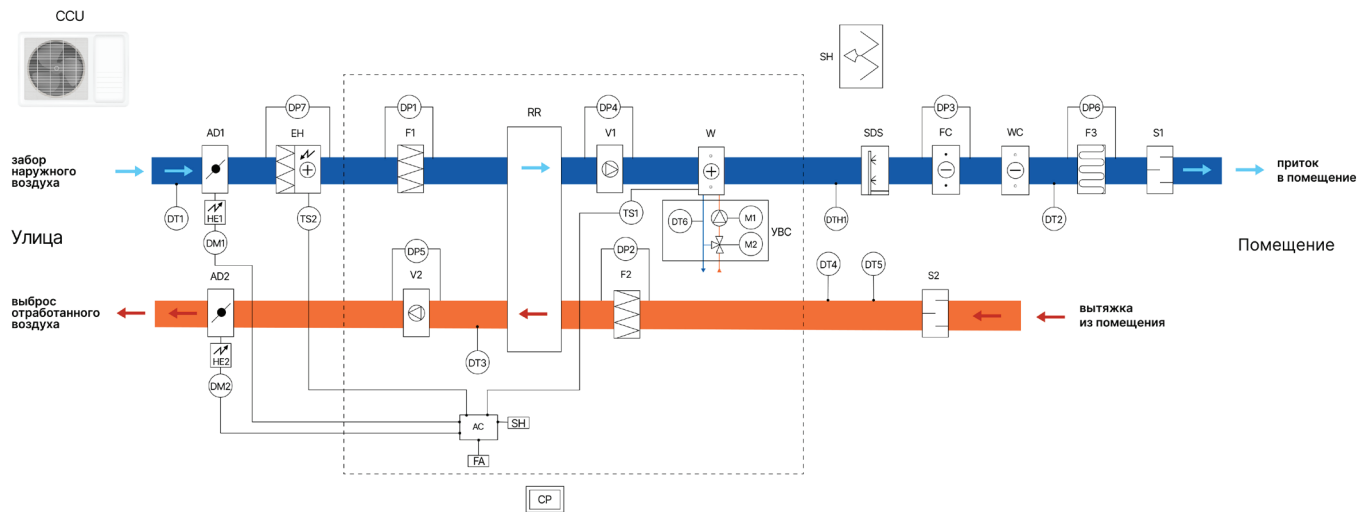 CCU
SH
DP7
DP1
DP4
DP3
DP6
AD1
EH
F1
RR
V1
W
SDS
FC
WC
F3
S1
забор
наружного
воздуха
приток
в помещение
DT1
HE1
TS2
TS1
DT6
M1
DTH1
DT2
Улица
DM1
M2
УВС
Помещение
AD2
DP5
V2
DP2
F2
DT4
DT5
S2
выброс
отработанного
воздуха
вытяжка
из помещения
HE2
DT3
DM2
AC
SH
FA
CP